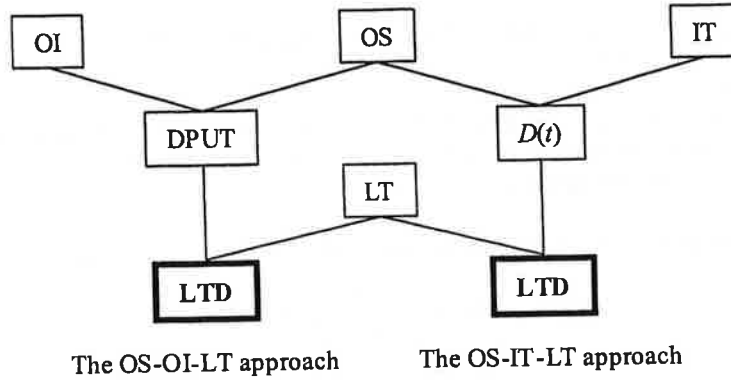 OI
OS
IT
DPUT
D(t)
LT
LTD
LTD
The OS-OI-LT approach
The OS-IT-LT approach